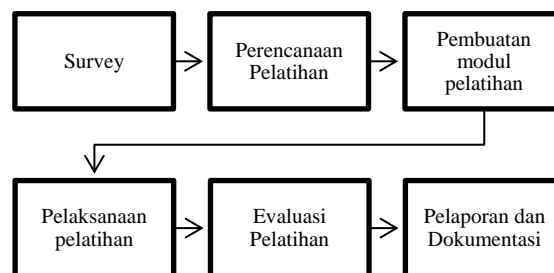 Survey
Perencanaan
Pelatihan
Pembuatan
modul
pelatihan
Pelaksanaan
pelatihan
Evaluasi
Pelatihan
Pelaporan dan
Dokumentasi